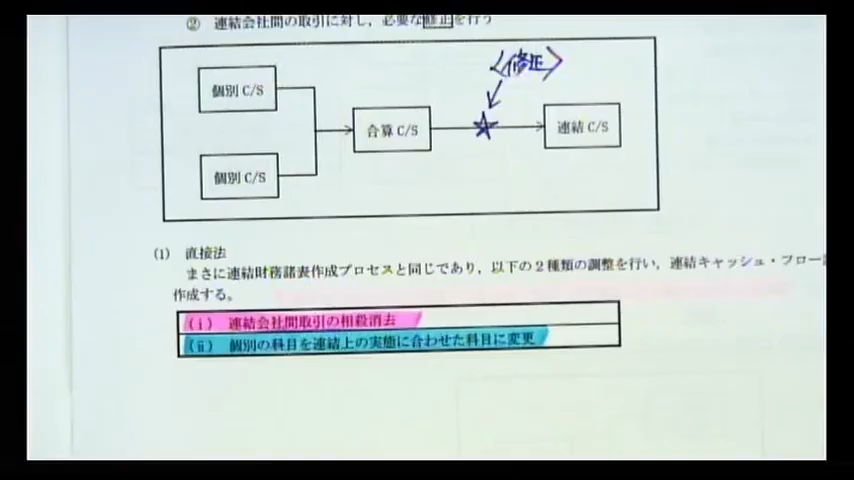 ② 連結会社間の取引に対し，必要な修正を行う
<修正>
個別 C/S
合算 C/S
連結 C/S
個別 C/S
(1) 直接法
まさに連結財務諸表作成プロセスと同じであり，以下の２種類の調整を行い，連結キャッシュ・フロー
作成する。
(ⅰ) 連結会社間取引の相殺消去
(ⅱ) 個別の科目を連結上の実態に合わせた科目に変更